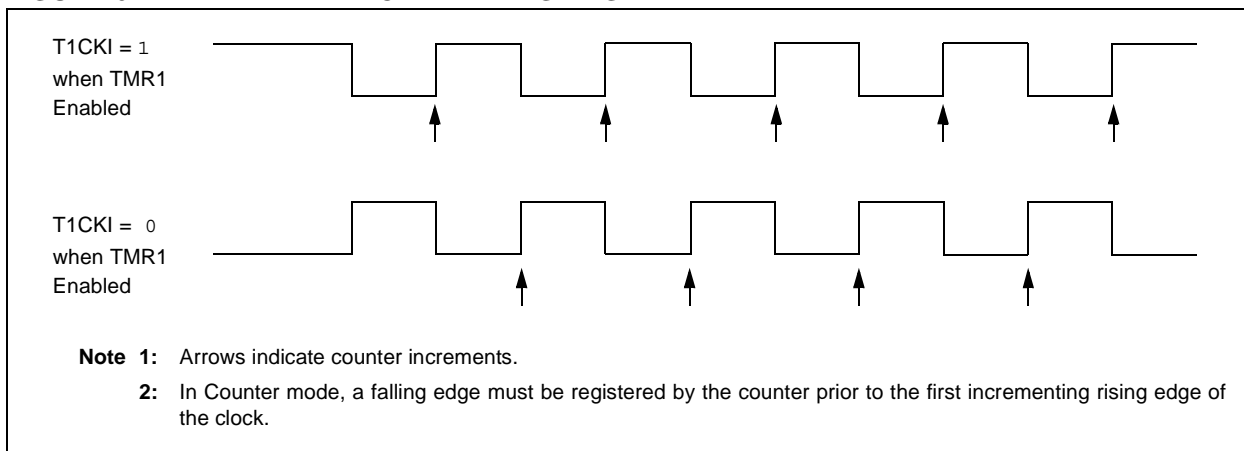 T1CKI = 1
when TMR1
Enabled
T1CKI = 0
when TMR1
Enabled
Note 1: Arrows indicate counter increments.
2: In Counter mode, a falling edge must be registered by the counter prior to the first incrementing rising edge of
the clock.